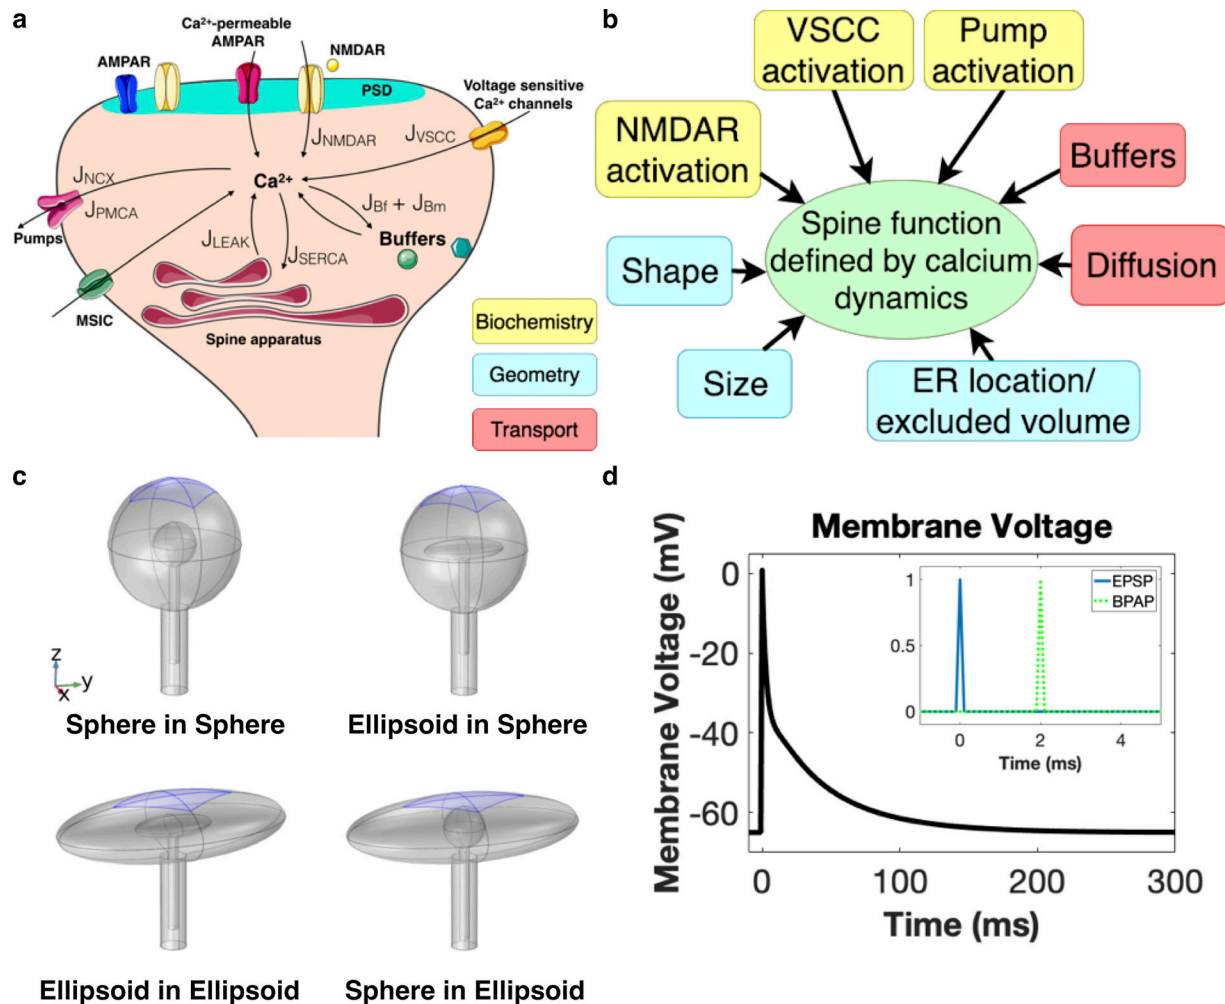 a
Ca²⁺-permeable
AMPAR
NMDAR
AMPAR
PSD
Voltage sensitive
Ca²⁺ channels
JNMDAR
JVSCC
JNCX
Ca²⁺
JPMCA
JBf + JBm
Pumps
JLEAK
Buffers
JSERCA
MSIC
Spine apparatus
Biochemistry
Geometry
Transport
b
VSCC
activation
Pump
activation
NMDAR
activation
Buffers
Shape
Spine function
defined by calcium
dynamics
Diffusion
Size
ER location/
excluded volume
c
z
y
x
Sphere in Sphere
Ellipsoid in Sphere
Ellipsoid in Ellipsoid
Sphere in Ellipsoid
d
Membrane Voltage
Membrane Voltage (mV)
0
-20
-40
-60
0
100
200
300
Time (ms)
1
0.5
0
0
2
4
Time (ms)
EPSP
BPAP